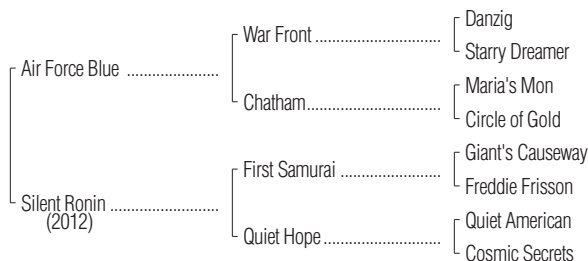 Danzig
War Front ........................
Starry Dreamer
Air Force Blue ........................
Maria's Mon
Chatham........................
Circle of Gold
Giant's Causeway
First Samurai ........................
Freddie Frisson
Silent Ronin ........................
(2012)
Quiet American
Quiet Hope........................
Cosmic Secrets